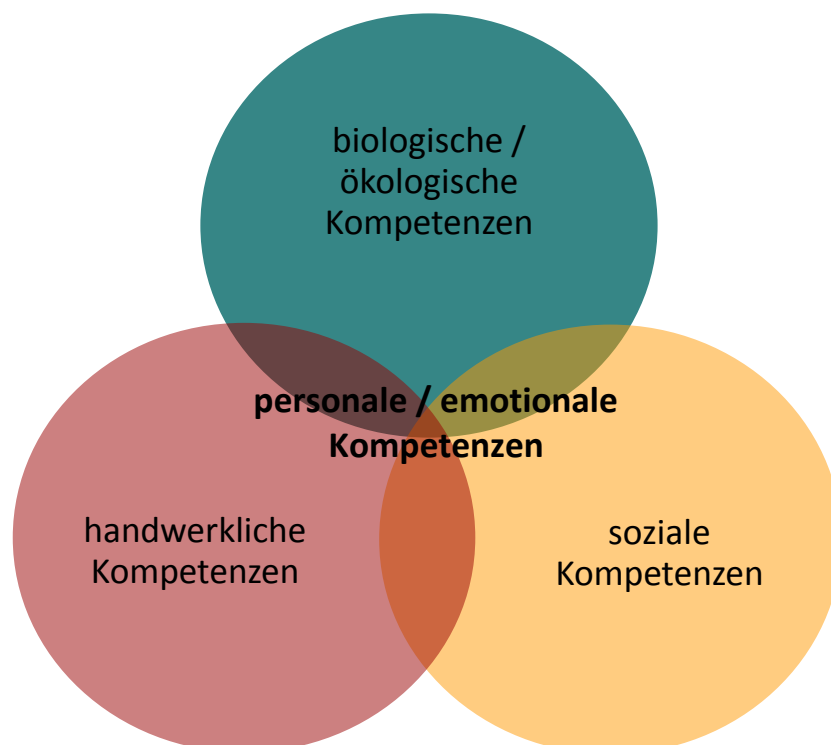 biologische /
ökologische
Kompetenzen
personale / emotionale
Kompetenzen
handwerkliche
Kompetenzen
soziale
Kompetenzen